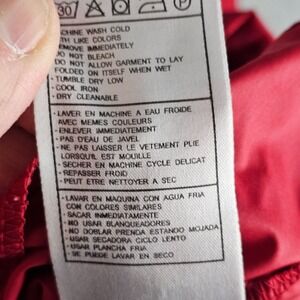 30
CHINE WASH COLD
TH LIKE COLORS
EMOVE IMMEDIATELY
DO NOT BLEACH
DO NOT ALLOW GARMENT TO LAY
FOLDED ON ITSELF WHEN WET
- TUMBLE DRY LOW
- COOL IRON
- DRY CLEANABLE
- LAVER EN MACHINE A EAU FROIDE
AVEC MEMES COULEURS
- ENLEVER IMMEDIATEMENT
- PAS D'EAU DE JAVEL
- NE PAS LAISSER LE VETEMENT PLIE
LORSQU'IL EST MOUILLE
- SECHER EN MACHINE CYCLE DELICAT
- REPASSER FROID
- PEUT ETRE NETTOYER A SEC
- LAVAR EN MAQUINA CON AGUA FRIA
CON COLORES SIMILARES
- SACAR INMEDIATAMENTE
- NO USAR BLANQUEADORES
- NO DOBLAR PRENDA ESTANDO MOJADA
- USAR SECADORA CICLO LENTO
- USAR PLANCHA FRIA
- SE PUEDE LAVAR EN SECO